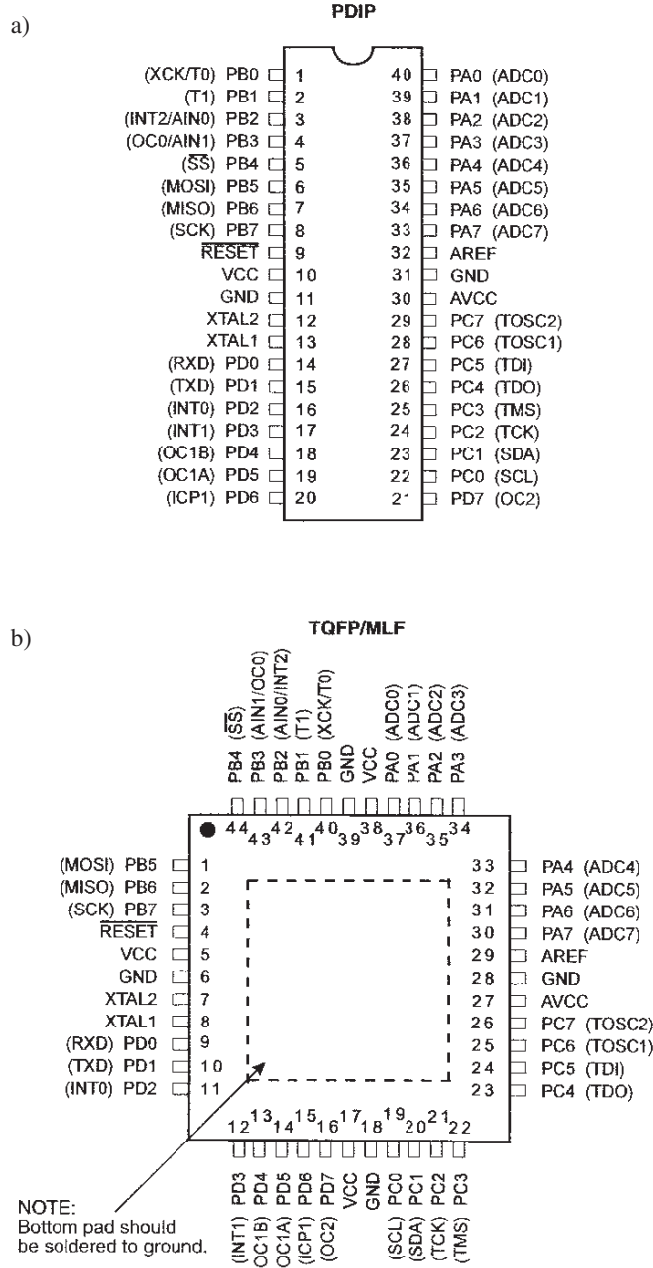 a)
PDIP
(XCK/T0) PB0 1 40 PA0 (ADC0)
(T1) PB1 2 39 PA1 (ADC1)
(INT2/AIN0) PB2 3 38 PA2 (ADC2)
(OC0/AIN1) PB3 4 37 PA3 (ADC3)
(SS) PB4 5 36 PA4 (ADC4)
(MOSI) PB5 6 35 PA5 (ADC5)
(MISO) PB6 7 34 PA6 (ADC6)
(SCK) PB7 8 33 PA7 (ADC7)
RESET 9 32 AREF
VCC 10 31 GND
GND 11 30 AVCC
XTAL2 12 29 PC7 (TOSC2)
XTAL1 13 28 PC6 (TOSC1)
(RXD) PD0 14 27 PC5 (TDI)
(TXD) PD1 15 26 PC4 (TDO)
(INT0) PD2 16 25 PC3 (TMS)
(INT1) PD3 17 24 PC2 (TCK)
(OC1B) PD4 18 23 PC1 (SDA)
(OC1A) PD5 19 22 PC0 (SCL)
(ICP1) PD6 20 21 PD7 (OC2)
b)
TQFP/MLF
PB4 (SS)
PB3 (AIN1/OC0)
PB2 (AIN0/INT2)
PB1 (T1)
PB0 (XCK/T0)
GND
VCC
PA0 (ADC0)
PA1 (ADC1)
PA2 (ADC2)
PA3 (ADC3)
44 43 42 41 40 39 38 37 36 35 34
(MOSI) PB5 1 33 PA4 (ADC4)
(MISO) PB6 2 32 PA5 (ADC5)
(SCK) PB7 3 31 PA6 (ADC6)
RESET 4 30 PA7 (ADC7)
VCC 5 29 AREF
GND 6 28 GND
XTAL2 7 27 AVCC
XTAL1 8 26 PC7 (TOSC2)
(RXD) PD0 9 25 PC6 (TOSC1)
(TXD) PD1 10 24 PC5 (TDI)
(INT0) PD2 11 23 PC4 (TDO)
12 13 14 15 16 17 18 19 20 21 22
(INT1) PD3
OC1B) PD4
OC1A) PD5
(ICP1) PD6
(OC2) PD7
VCC
GND
(SCL) PC0
(SDA) PC1
(TCK) PC2
(TMS) PC3
NOTE:
Bottom pad should
be soldered to ground.